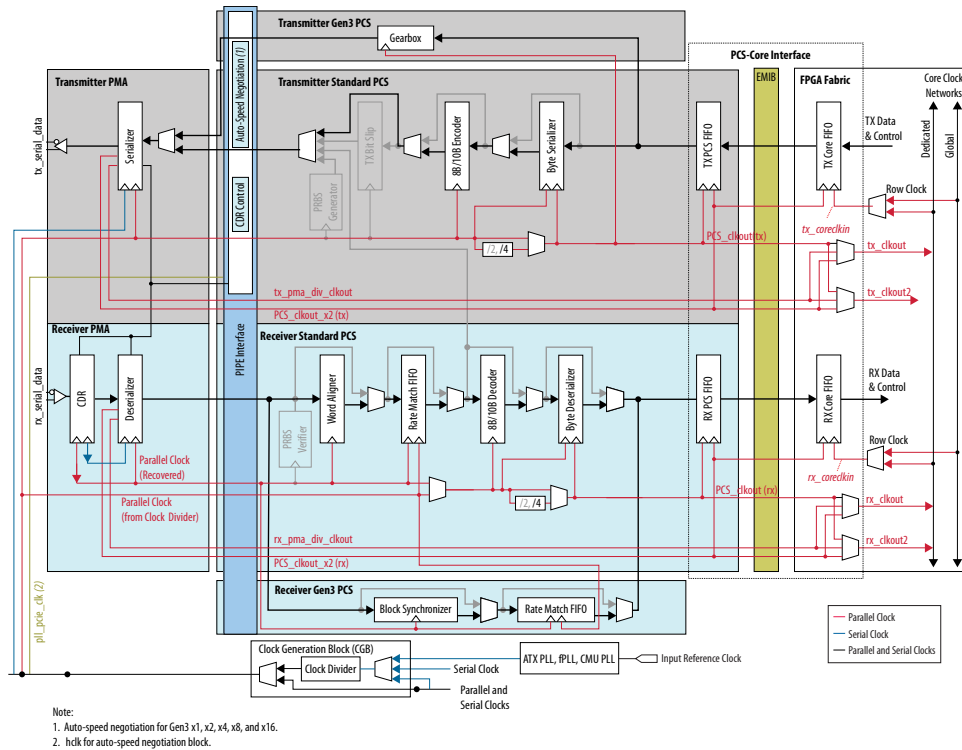 Transmitter Gen3 PCS
Gearbox
PCS-Core Interface
Transmitter PMA
Transmitter Standard PCS
EMIB
FPGA Fabric
Core Clock
Networks
Auto-Speed Negotiation (1)
CDR Control
PIPE Interface
tx_serial_data
Serializer
PRBS
Generator
TX Bit Slip
8B/10B Encoder
Byte Serializer
TX PCS FIFO
TX Core FIFO
TX Data
& Control
Dedicated
Global
Row Clock
tx_coreclkin
/2, /4
PCS_clkout(tx)
tx_clkout
tx_pma_div_clkout
tx_clkout2
PCS_clkout_x2 (tx)
Receiver PMA
Receiver Standard PCS
rx_serial_data
CDR
Deserializer
PRBS
Verifier
Word Aligner
Rate Match FIFO
8B/10B Decoder
Byte Deserializer
RX PCS FIFO
RX Core FIFO
RX Data
& Control
Row Clock
rx_coreclkin
Parallel Clock
(Recovered)
Parallel Clock
(from Clock Divider)
/2, /4
PCS_clkout (rx)
rx_clkout
rx_pma_div_clkout
rx_clkout2
PCS_clkout_x2 (rx)
pll_pcie_clk (2)
Receiver Gen3 PCS
Block Synchronizer
Rate Match FIFO
Clock Generation Block (CGB)
Clock Divider
Serial Clock
ATX PLL, fPLL, CMU PLL
Input Reference Clock
Parallel and
Serial Clocks
Parallel Clock
Serial Clock
Parallel and Serial Clocks
Note:
1. Auto-speed negotiation for Gen3 x1, x2, x4, x8, and x16.
2. hclk for auto-speed negotiation block.